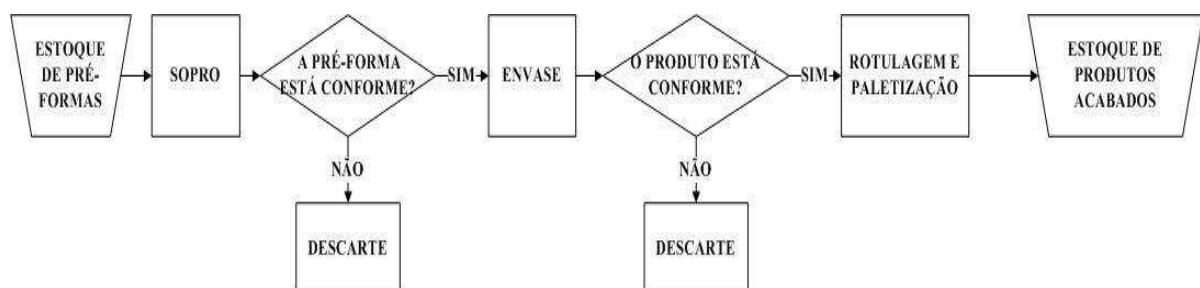 ESTOQUE
DE PRÉ-
FORMAS
SOPRO
A PRÉ-FORMA
ESTÁ CONFORME?
SIM
ENVASE
O PRODUTO ESTÁ
CONFORME?
SIM
ROTULAGEM E
PALETIZAÇÃO
ESTOQUE DE
PRODUTOS
ACABADOS
NÃO
DESCARTE
NÃO
DESCARTE